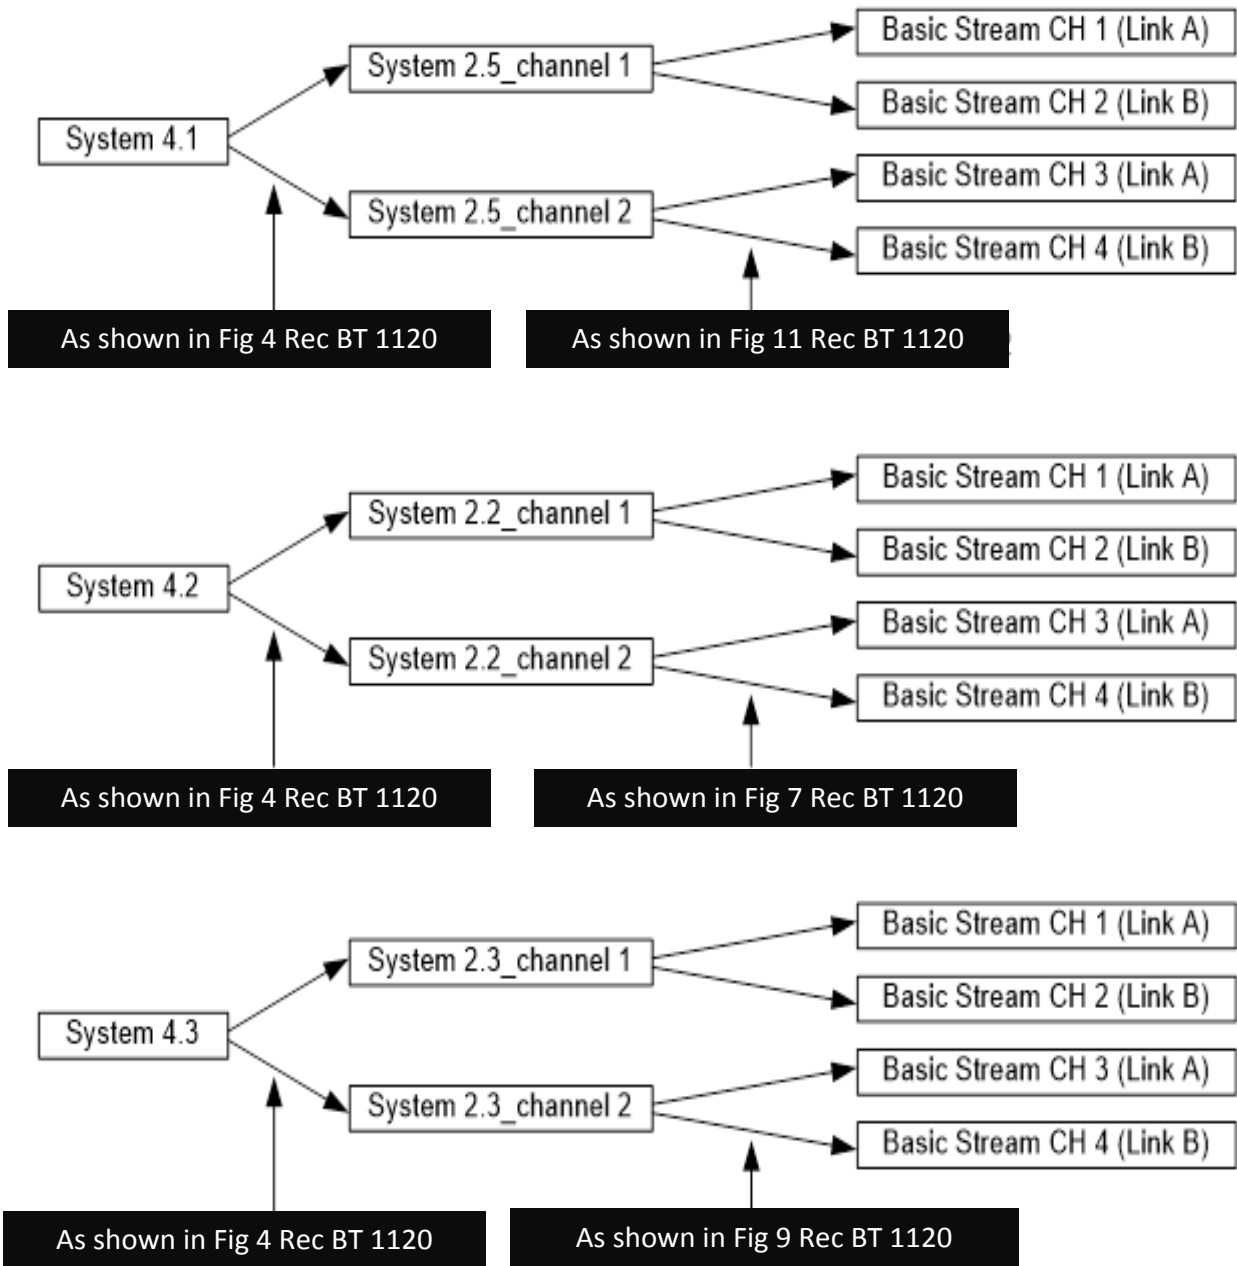 Basic Stream CH 1 (Link A)
System 2.5_channel 1
Basic Stream CH 2 (Link B)
System 4.1
Basic Stream CH 3 (Link A)
System 2.5_channel 2
Basic Stream CH 4 (Link B)
As shown in Fig 4 Rec BT 1120
As shown in Fig 11 Rec BT 1120
Basic Stream CH 1 (Link A)
System 2.2_channel 1
Basic Stream CH 2 (Link B)
System 4.2
Basic Stream CH 3 (Link A)
System 2.2_channel 2
Basic Stream CH 4 (Link B)
As shown in Fig 4 Rec BT 1120
As shown in Fig 7 Rec BT 1120
Basic Stream CH 1 (Link A)
System 2.3_channel 1
Basic Stream CH 2 (Link B)
System 4.3
Basic Stream CH 3 (Link A)
System 2.3_channel 2
Basic Stream CH 4 (Link B)
As shown in Fig 4 Rec BT 1120
As shown in Fig 9 Rec BT 1120